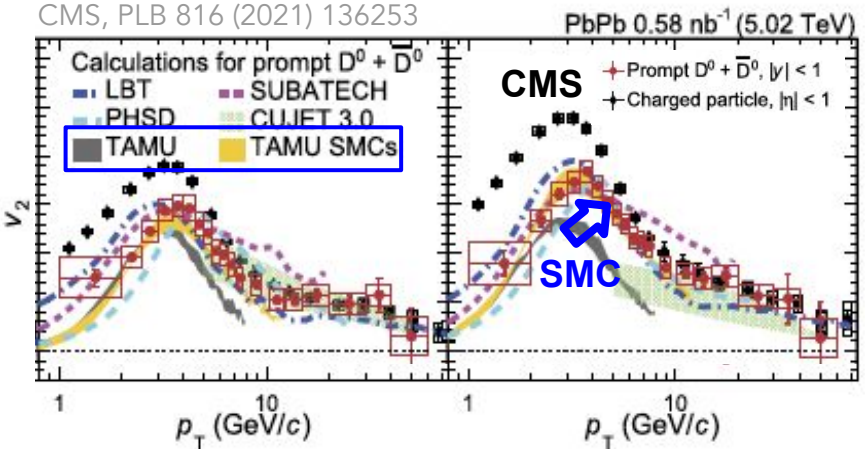 CMS, PLB 816 (2021) 136253
PbPb 0.58 nb⁻¹ (5.02 TeV)
Calculations for prompt D⁰ + D̅⁰
LBT
SUBATECH
PHSD
CUJET 3.0
TAMU
TAMU SMCs
CMS
Prompt D⁰ + D̅⁰, |y| < 1
Charged particle, |η| < 1
SMC
v₂
1
10
1
10
p_T (GeV/c)
p_T (GeV/c)